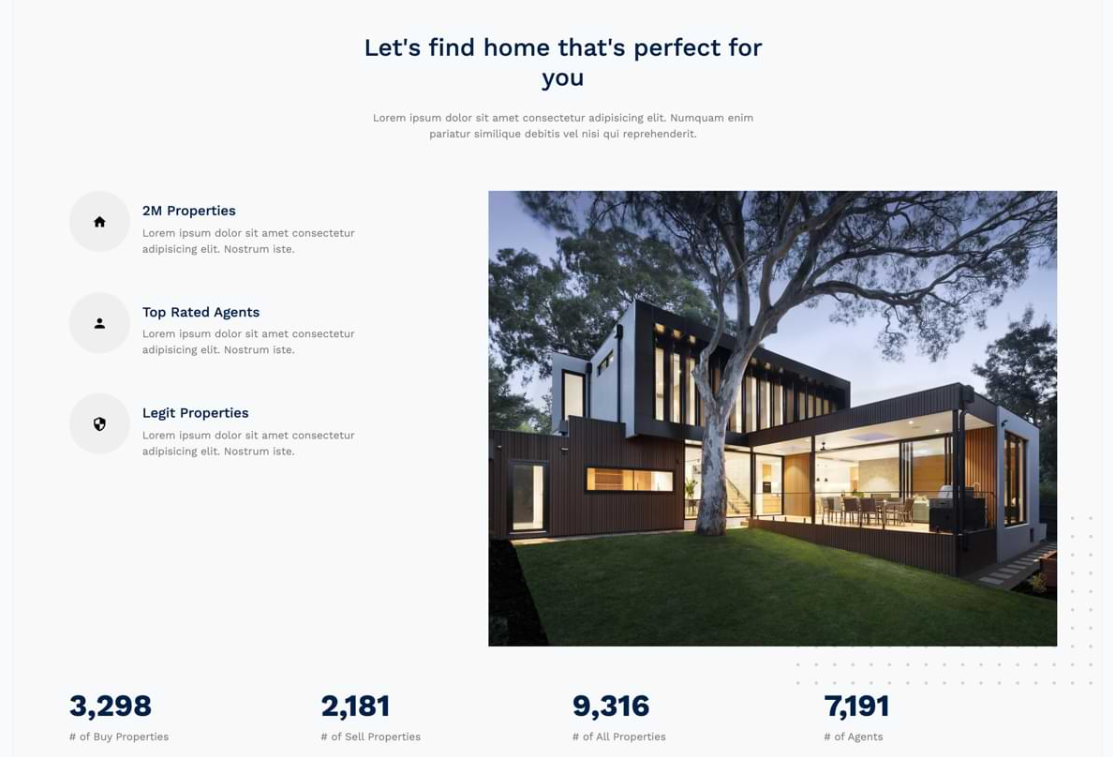 Let's find home that's perfect for
you
Lorem ipsum dolor sit amet consectetur adipisicing elit. Numquam enim
pariatur similique debitis vel nisi qui reprehenderit.
2M Properties
Lorem ipsum dolor sit amet consectetur
adipisicing elit. Nostrum iste.
Top Rated Agents
Lorem ipsum dolor sit amet consectetur
adipisicing elit. Nostrum iste.
Legit Properties
Lorem ipsum dolor sit amet consectetur
adipisicing elit. Nostrum iste.
3,298
# of Buy Properties
2,181
# of Sell Properties
9,316
# of All Properties
7,191
# of Agents